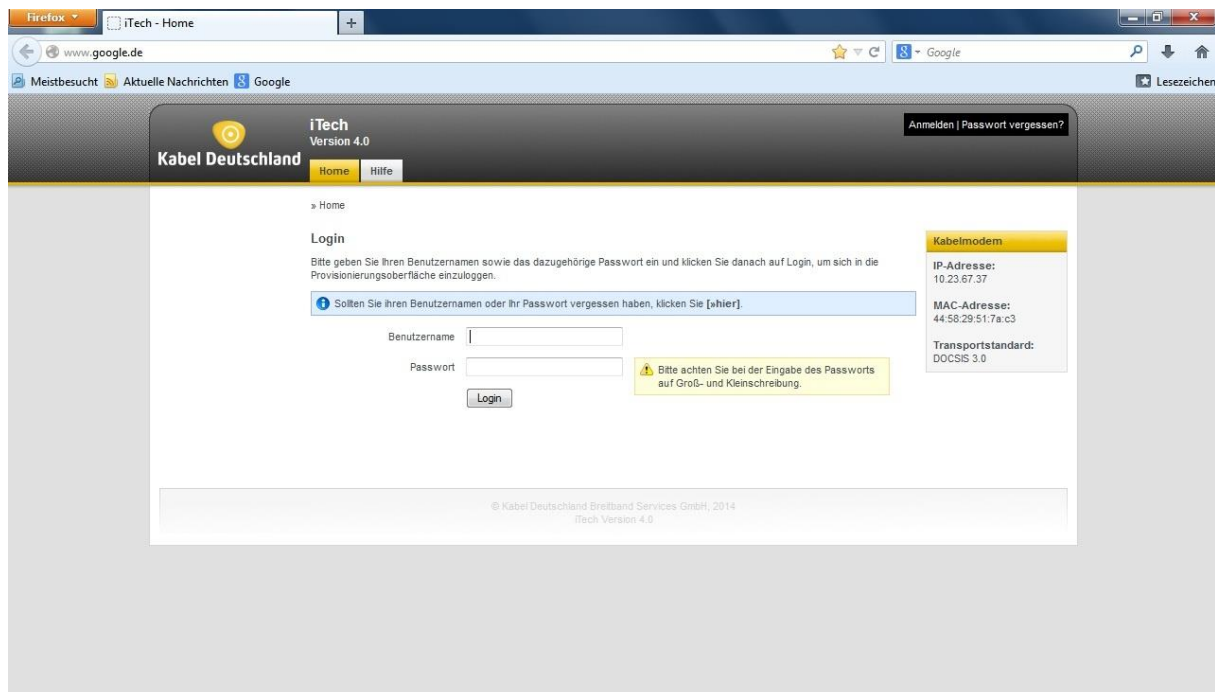 Firefox
iTech - Home
www.google.de
Google
Meistbesucht Aktuelle Nachrichten Google
Lesezeichen
Kabel Deutschland
iTech
Version 4.0
Home Hilfe
Anmelden | Passwort vergessen?
» Home
Login
Bitte geben Sie Ihren Benutzernamen sowie das dazugehörige Passwort ein und klicken Sie danach auf Login, um sich in die
Provisionierungsoberfläche einzuloggen.
Sollten Sie ihren Benutzernamen oder Ihr Passwort vergessen haben, klicken Sie [»hier].
Benutzername
Passwort
Bitte achten Sie bei der Eingabe des Passworts
auf Groß- und Kleinschreibung.
Login
Kabelmodem
IP-Adresse:
10.23.67.37
MAC-Adresse:
44:58:29:51:7a:c3
Transportstandard:
DOCSIS 3.0
© Kabel Deutschland Breitband Services GmbH, 2014
iTech Version 4.0